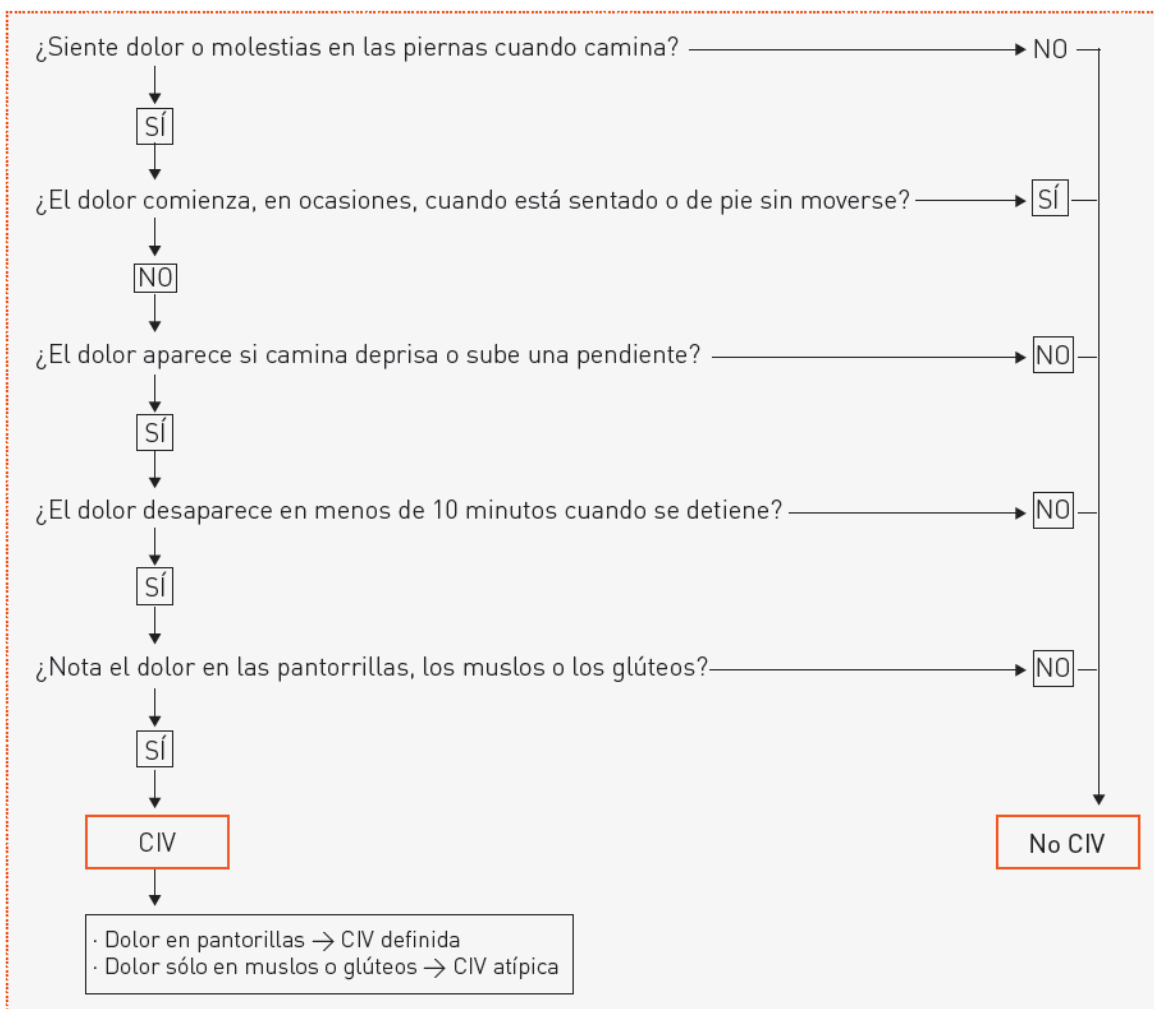 ¿Siente dolor o molestias en las piernas cuando camina? NO
SÍ
¿El dolor comienza, en ocasiones, cuando está sentado o de pie sin moverse? SÍ
NO
¿El dolor aparece si camina deprisa o sube una pendiente? NO
SÍ
¿El dolor desaparece en menos de 10 minutos cuando se detiene? NO
SÍ
¿Nota el dolor en las pantorrillas, los muslos o los glúteos? NO
SÍ
CIV No CIV
· Dolor en pantorillas → CIV definida
· Dolor sólo en muslos o glúteos → CIV atípica